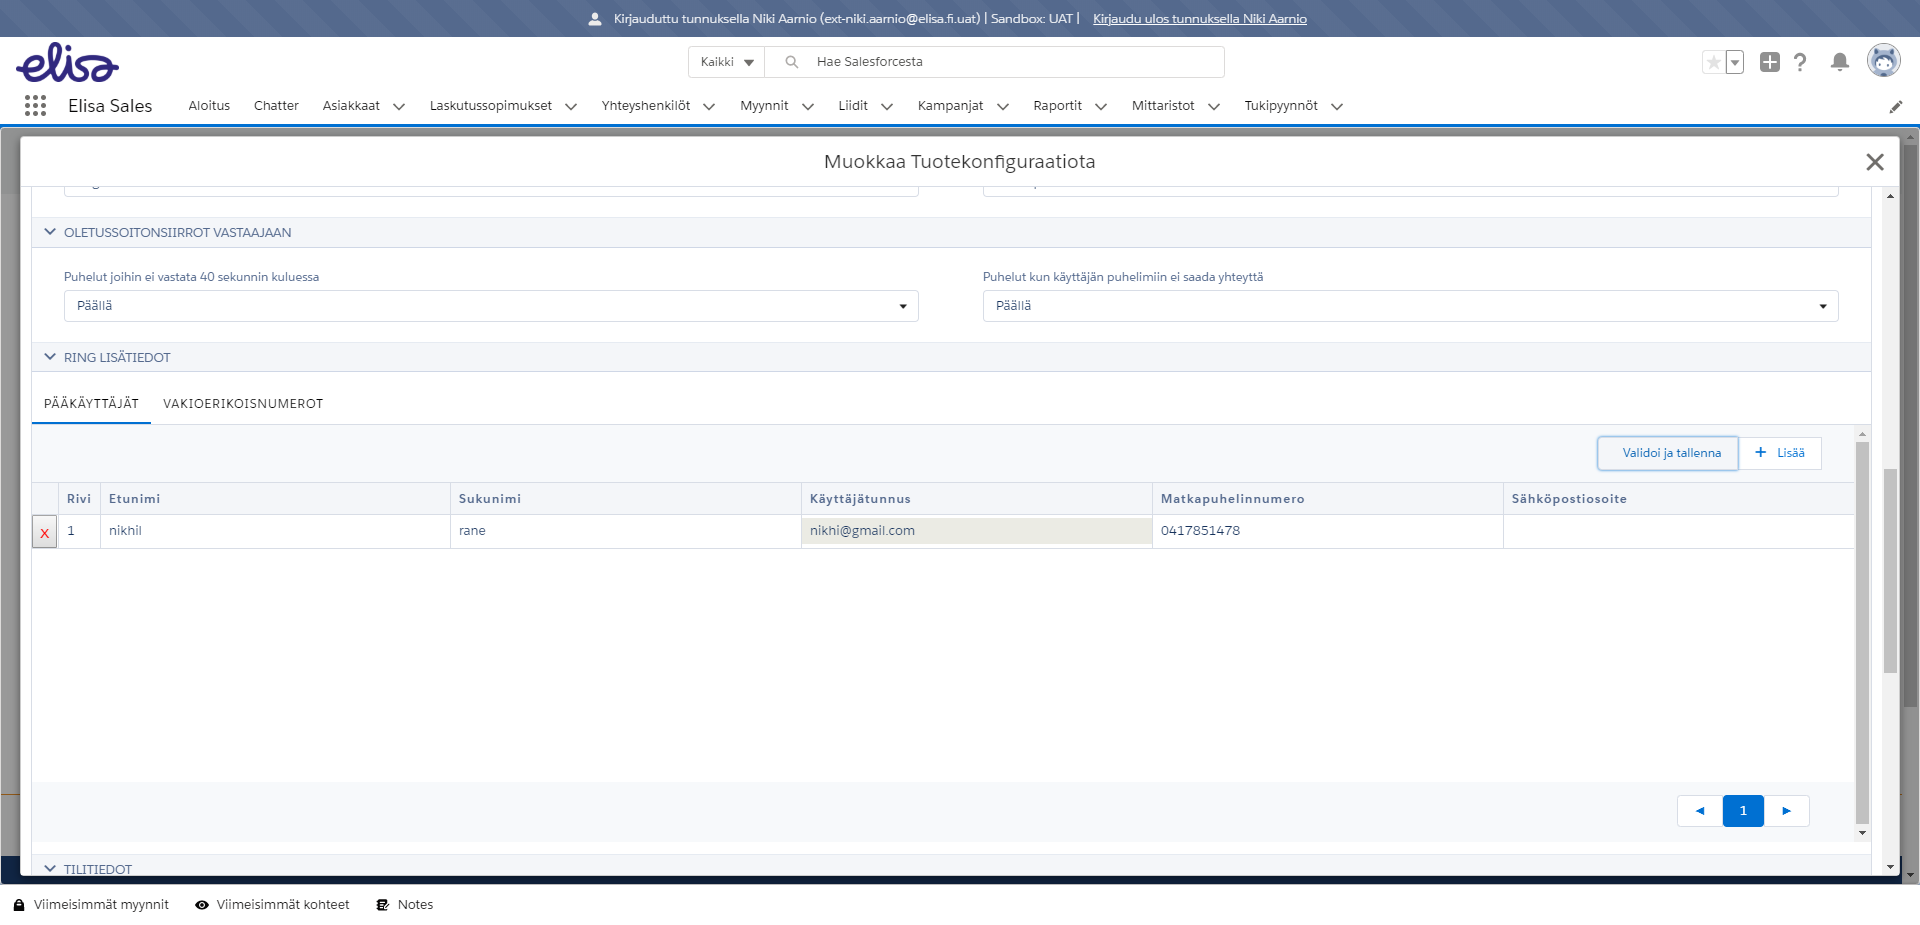 Kirjauduttu tunnuksella Niki Aarnio (ext-niki.aarnio@elisa.fi.uat) | Sandbox: UAT | Kirjaudu ulos tunnuksella Niki Aarnio
elisa
Kaikki Hae Salesforcesta
Elisa Sales Aloitus Chatter Asiakkaat Laskutussopimukset Yhteyshenkilöt Myynnit Liidit Kampanjat Raportit Mittaristot Tukipyynnöt
Muokkaa Tuotekonfiguraatiota
OLETUSSOITONSIIRROT VASTAAJAAN
Puhelut joihin ei vastata 40 sekunnin kuluessa Puhelut kun käyttäjän puhelimiin ei saada yhteyttä
Päällä Päällä
RING LISÄTIEDOT
PÄÄKÄYTTÄJÄT VAKIOERIKOISNUMEROT
Validoi ja tallenna + Lisää
Rivi Etunimi Sukunimi Käyttäjätunnus Matkapuhelinnumero Sähköpostiosoite
X 1 nikhil rane nikhi@gmail.com 0417851478
1
TILITIEDOT
Viimeisimmät myynnit Viimeisimmät kohteet Notes